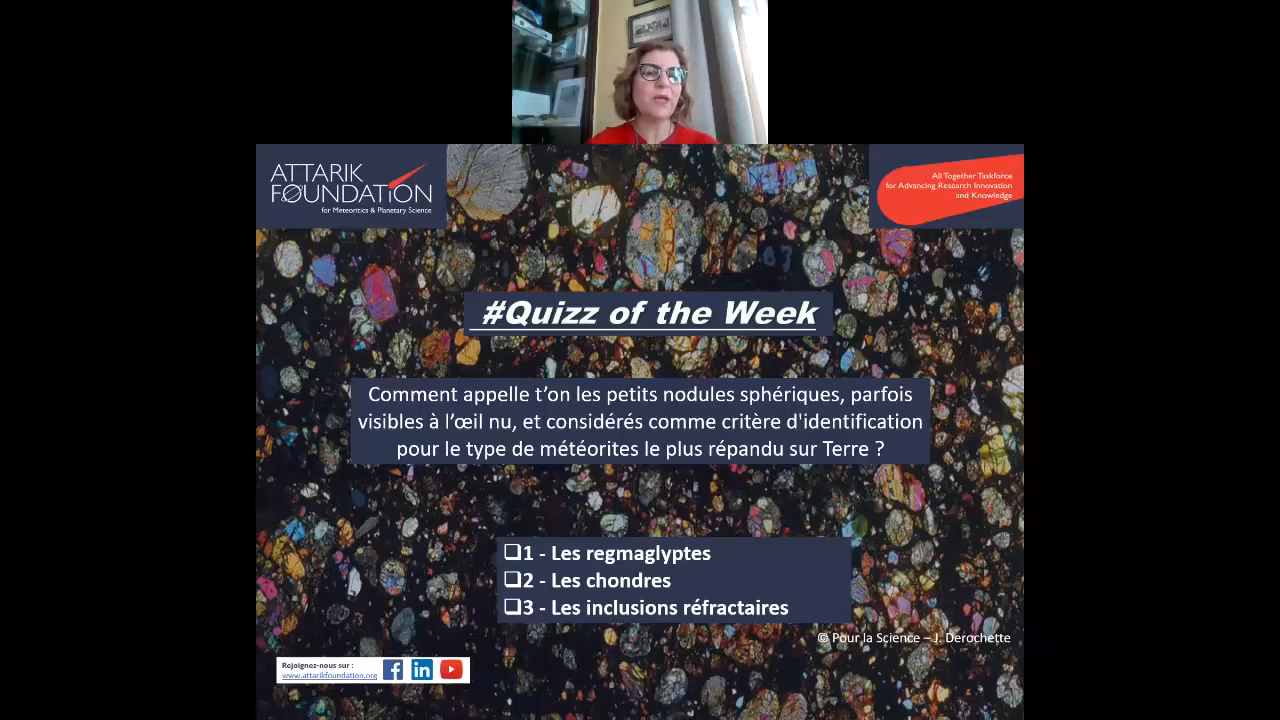 ATTARIK
FOUNDATION
for Meteoritics & Planetary Science
All Together Taskforce
for Advancing Research Innovation
and Knowledge
#Quizz of the Week
Comment appelle t’on les petits nodules sphériques, parfois
visibles à l’œil nu, et considérés comme critère d'identification
pour le type de météorites le plus répandu sur Terre ?
❑1 - Les regmaglyptes
❑2 - Les chondres
❑3 - Les inclusions réfractaires
© Pour la Science – J. Derochette
Rejoignez-nous sur :
www.attarikfoundation.org